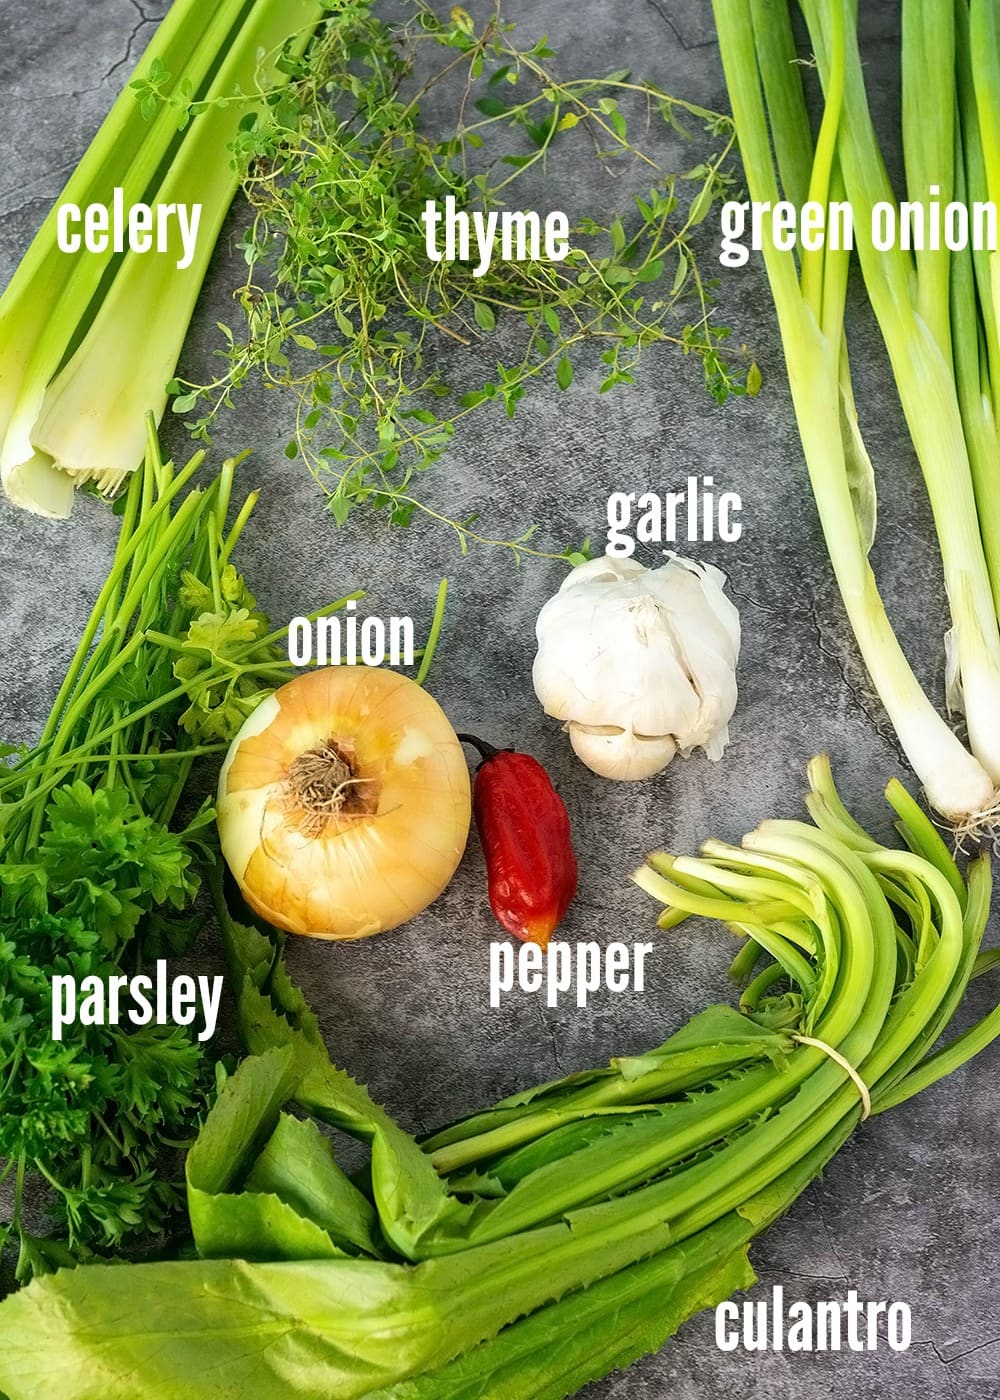 celery
thyme
green onion
garlic
onion
pepper
parsley
culantro